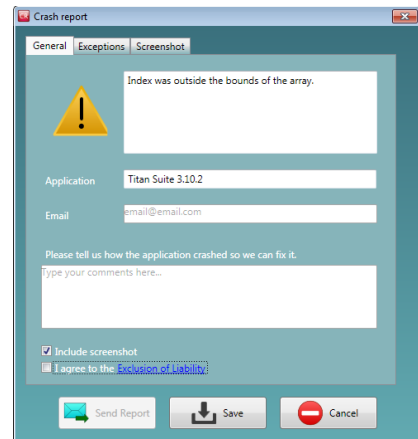 Crash report
General Exceptions Screenshot
Index was outside the bounds of the array.
Application Titan Suite 3.10.2
Email email@email.com
Please tell us how the application crashed so we can fix it.
Type your comments here...
Include screenshot
I agree to the Exclusion of Liability
Send Report Save Cancel